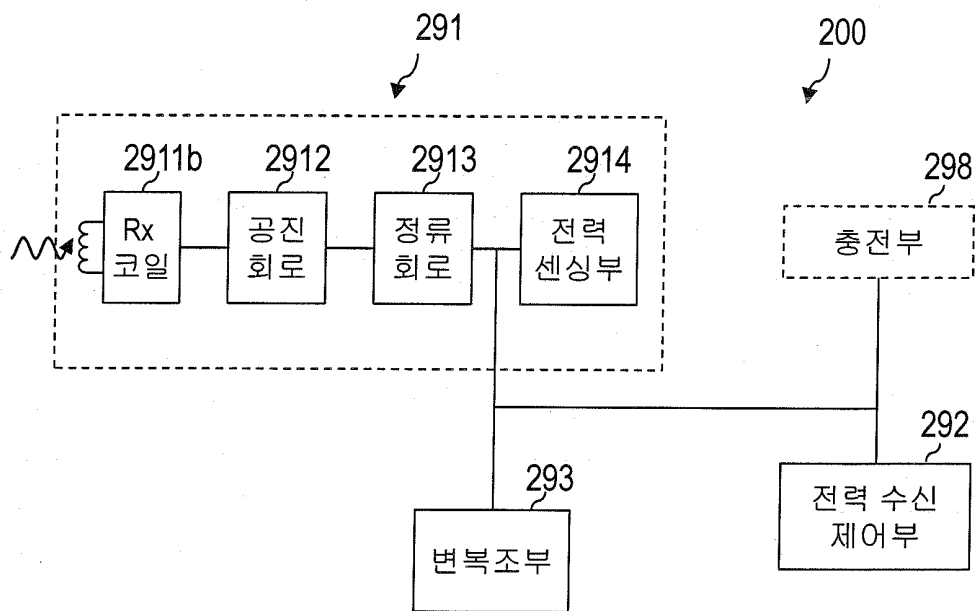 291
200
2911b
2912
2913
2914
298
Rx
코일
공진
회로
정류
회로
전력
센싱부
충전부
292
293
전력 수신
제어부
변복조부